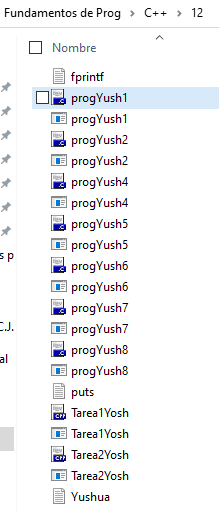 Fundamentos de Prog > C++ > 12
Nombre
fprintf
progYush1
progYush1
progYush2
progYush2
progYush4
progYush4
progYush5
progYush5
progYush6
progYush6
progYush7
progYush7
progYush8
progYush8
puts
Tarea1Yosh
Tarea1Yosh
Tarea2Yosh
Tarea2Yosh
Yushua
s p
C.J.
al